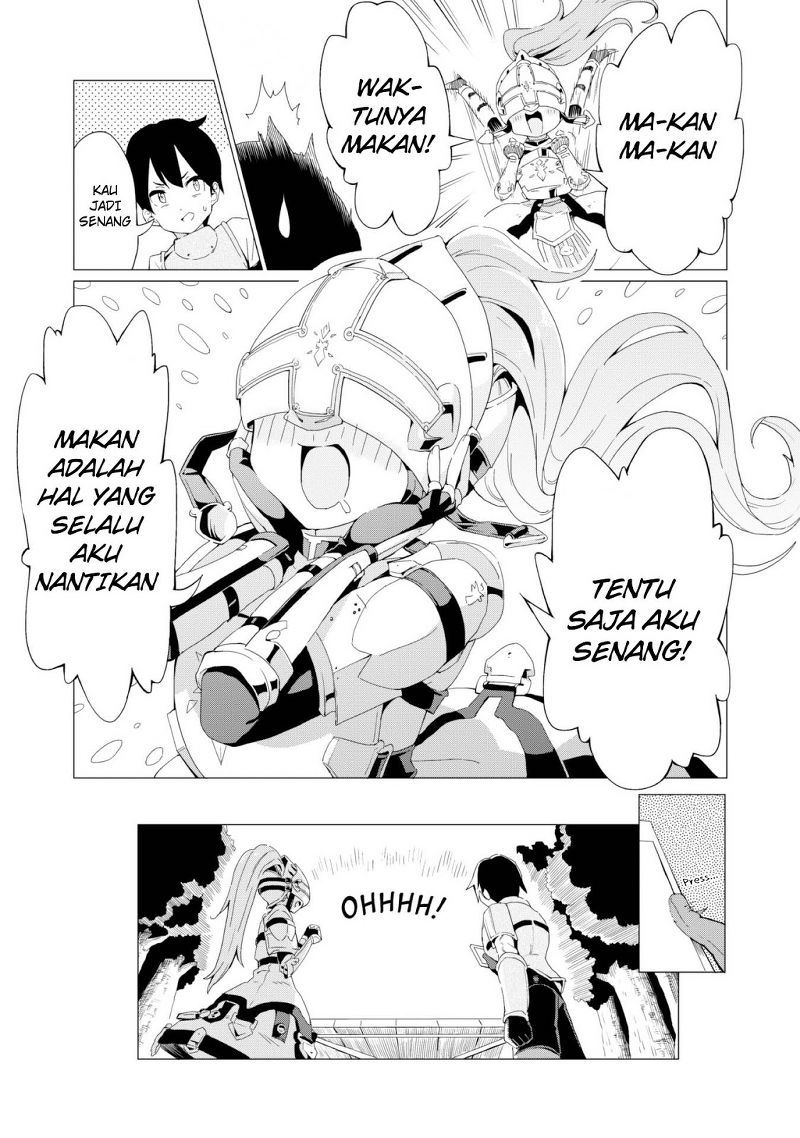 MA-KAN
MA-KAN
WAK-
TUNYA
MAKAN!
KAU
JADI
SENANG
TENTU
SAJA AKU
SENANG!
MAKAN
ADALAH
HAL YANG
SELALU
AKU
NANTIKAN
Press...
OHHHH!